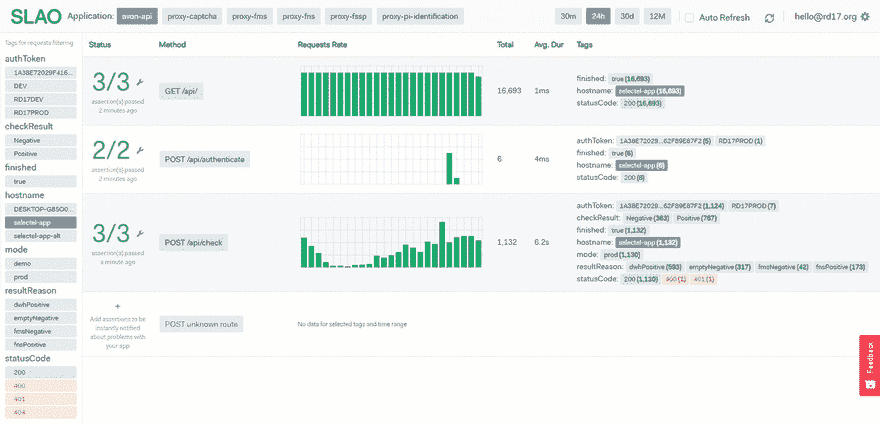 SLAO Application: avon-api proxy-captcha proxy-fms proxy-fns proxy-fssp proxy-pi-identification 30m 24h 30d 12M Auto Refresh hello@rd17.org
Tags for requests filtering
authToken
1A38E72029F416...
DEV
RD17DEV
RD17PROD
checkResult
Negative
Positive
finished
true
hostname
DESKTOP-G85O0...
selectel-app
selectel-app-alt
mode
demo
prod
resultReason
dwhPositive
emptyNegative
fmsNegative
fnsPositive
statusCode
200
400
401
404
Status Method Requests Rate Total Avg. Dur Tags
3/3
assertion(s) passed
2 minutes ago
GET /api/
16,693
1ms
finished: true (16,693)
hostname: selectel-app (16,693)
statusCode: 200 (16,693)
2/2
assertion(s) passed
2 minutes ago
POST /api/authenticate
6
4ms
authToken: 1A38E72029...62F89E87F2 (5) RD17PROD (1)
finished: true (6)
hostname: selectel-app (6)
statusCode: 200 (6)
3/3
assertion(s) passed
a minute ago
POST /api/check
1,132
6.2s
authToken: 1A38E72029...62F89E87F2 (1,124) RD17PROD (7)
checkResult: Negative (363) Positive (767)
finished: true (1,132)
hostname: selectel-app (1,132)
mode: prod (1,130)
resultReason: dwhPositive (593) emptyNegative (317) fmsNegative (42) fnsPositive (173)
statusCode: 200 (1,130) 400 (1) 401 (1)
+
Add assertions to be
instantly notified
about problems with
your app
POST unknown route
No data for selected tags and time range
Feedback